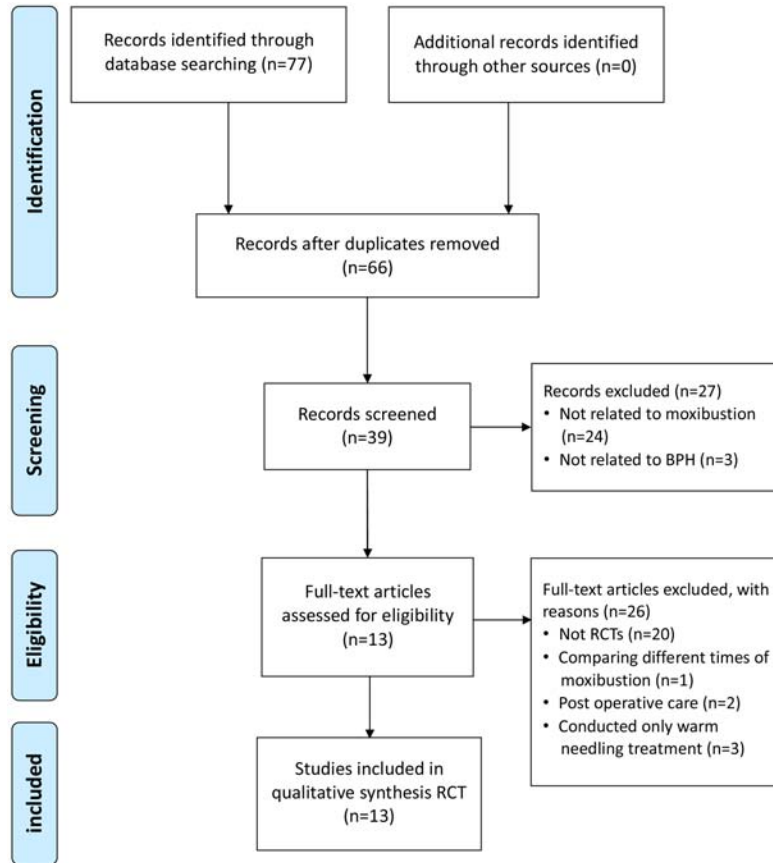 Identification
Records identified through
database searching (n=77)
Additional records identified
through other sources (n=0)
Records after duplicates removed
(n=66)
Screening
Records screened
(n=39)
Records excluded (n=27)
• Not related to moxibustion
(n=24)
• Not related to BPH (n=3)
Eligibility
Full-text articles
assessed for eligibility
(n=13)
Full-text articles excluded, with
reasons (n=26)
• Not RCTs (n=20)
• Comparing different times of
moxibustion (n=1)
• Post operative care (n=2)
• Conducted only warm
needling treatment (n=3)
included
Studies included in
qualitative synthesis RCT
(n=13)